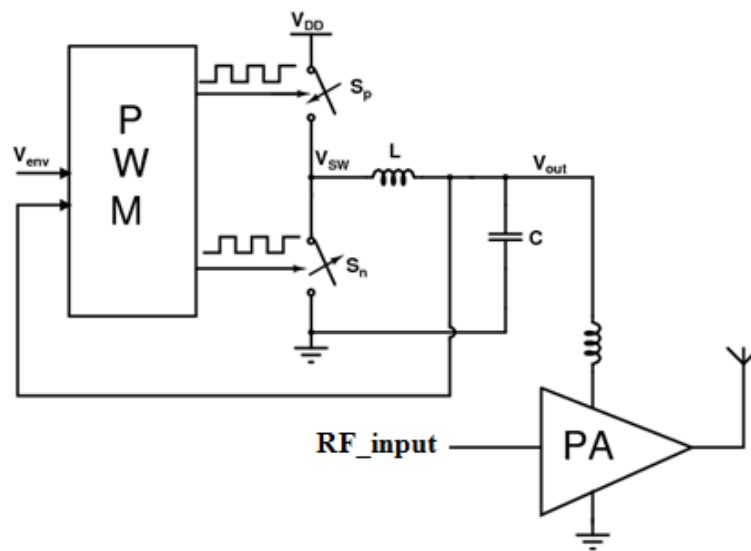 V_DD
S_p
P
W
M
V_env
V_SW
L
V_out
C
S_n
RF_input
PA